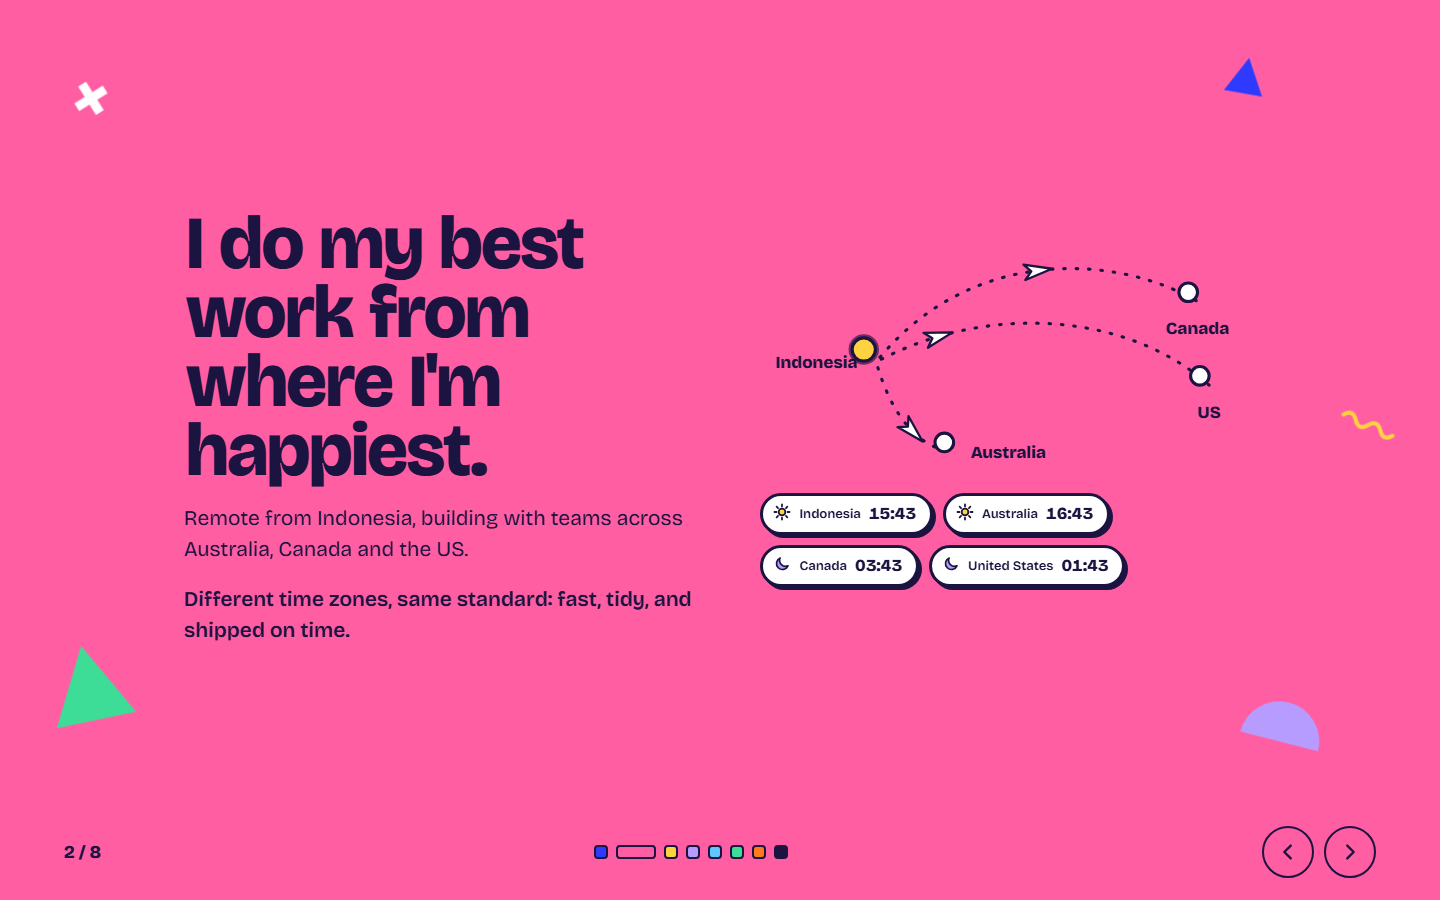 I do my best
work from
where I'm
happiest.
Remote from Indonesia, building with teams across
Australia, Canada and the US.
Different time zones, same standard: fast, tidy, and
shipped on time.
Canada
Indonesia
US
Australia
Indonesia 15:43
Australia 16:43
Canada 03:43
United States 01:43
2 / 8